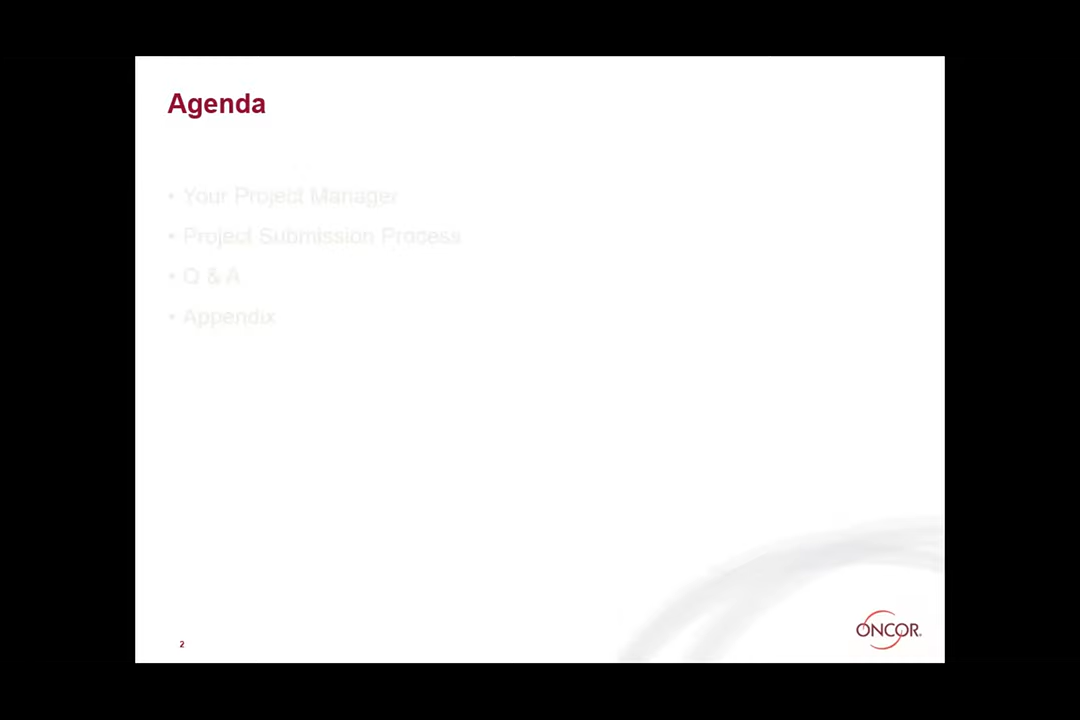 Agenda
• Your Project Manager
• Project Submission Process
• Q & A
• Appendix
ONCOR®
2